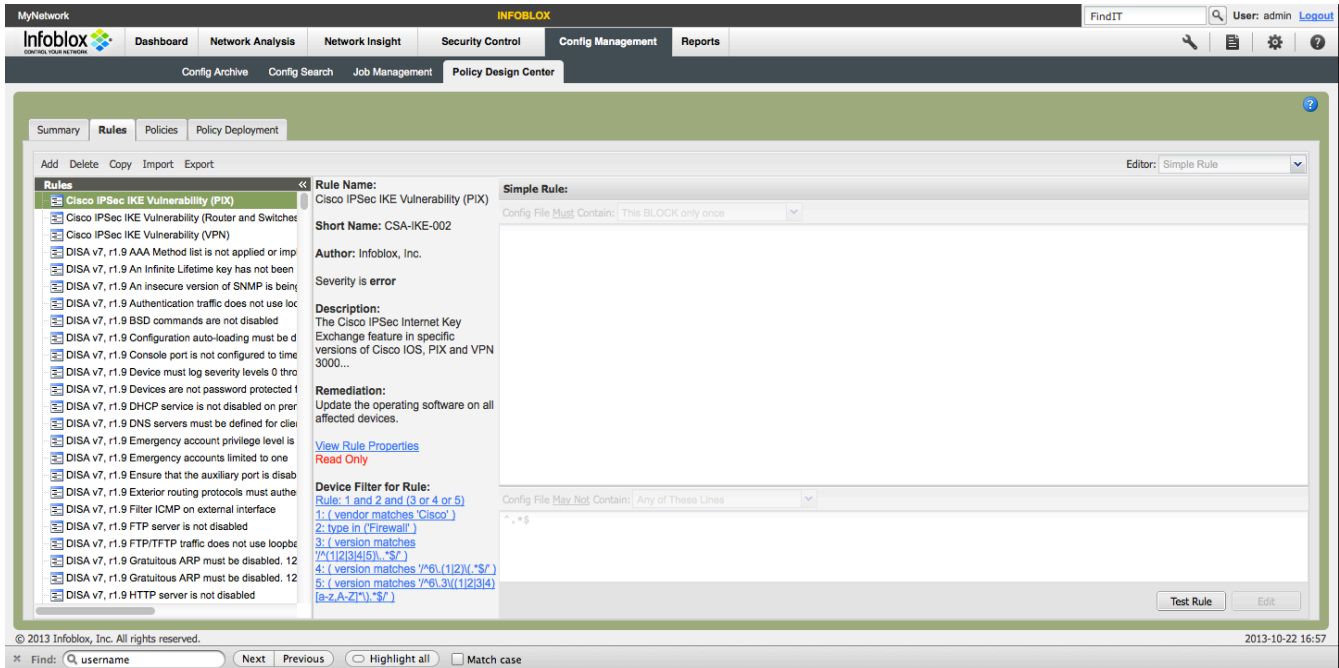 MyNetwork
INFOBLOX
FindIT
User: admin Logout
Infoblox
CONTROL YOUR NETWORK
Dashboard Network Analysis Network Insight Security Control Config Management Reports
Config Archive Config Search Job Management Policy Design Center
Summary Rules Policies Policy Deployment
Add Delete Copy Import Export
Editor: Simple Rule
Rules
Cisco IPSec IKE Vulnerability (PIX)
Cisco IPSec IKE Vulnerability (Router and Switches
Cisco IPSec IKE Vulnerability (VPN)
DISA v7, r1.9 AAA Method list is not applied or impl
DISA v7, r1.9 An Infinite Lifetime key has not been
DISA v7, r1.9 An insecure version of SNMP is being
DISA v7, r1.9 Authentication traffic does not use loo
DISA v7, r1.9 BSD commands are not disabled
DISA v7, r1.9 Configuration auto-loading must be d
DISA v7, r1.9 Console port is not configured to time
DISA v7, r1.9 Device must log severity levels 0 thro
DISA v7, r1.9 Devices are not password protected f
DISA v7, r1.9 DHCP service is not disabled on prer
DISA v7, r1.9 DNS servers must be defined for clie
DISA v7, r1.9 Emergency account privilege level is
DISA v7, r1.9 Emergency accounts limited to one
DISA v7, r1.9 Ensure that the auxiliary port is disab
DISA v7, r1.9 Exterior routing protocols must authe
DISA v7, r1.9 Filter ICMP on external interface
DISA v7, r1.9 FTP server is not disabled
DISA v7, r1.9 FTP/TFTP traffic does not use loopba
DISA v7, r1.9 Gratuitous ARP must be disabled. 12
DISA v7, r1.9 Gratuitous ARP must be disabled. 12
DISA v7, r1.9 HTTP server is not disabled
Rule Name:
Cisco IPSec IKE Vulnerability (PIX)
Short Name: CSA-IKE-002
Author: Infoblox, Inc.
Severity is error
Description:
The Cisco IPSec Internet Key
Exchange feature in specific
versions of Cisco IOS, PIX and VPN
3000...
Remediation:
Update the operating software on all
affected devices.
View Rule Properties
Read Only
Device Filter for Rule:
Rule: 1 and 2 and (3 or 4 or 5)
1: ( vendor matches 'Cisco' )
2: type in ('Firewall' )
3: ( version matches
'/^(1|2|3|4|5)\..*$/' )
4: ( version matches '/^6\.(1|2)\(.*$/' )
5: ( version matches '/^6\.3\((1|2|3|4)
[a-z,A-Z]*\).*$/' )
Simple Rule:
Config File Must Contain: This BLOCK only once
Config File May Not Contain: Any of These Lines
^.*$
Test Rule Edit
© 2013 Infoblox, Inc. All rights reserved.
2013-10-22 16:57
Find: username Next Previous Highlight all Match case